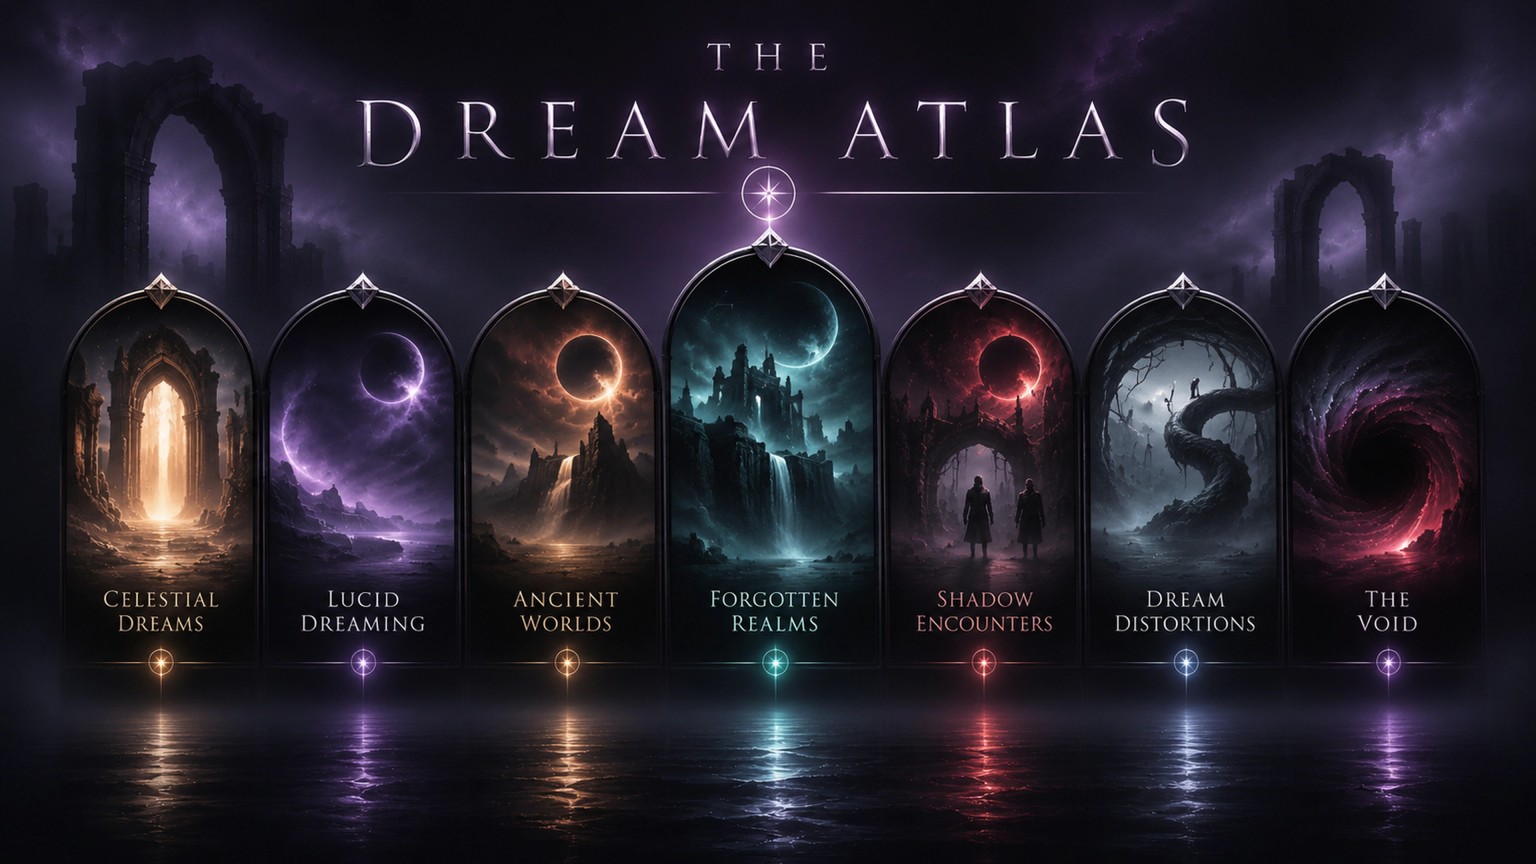 THE
DREAM ATLAS
CELESTIAL
DREAMS
LUCID
DREAMING
ANCIENT
WORLDS
FORGOTTEN
REALMS
SHADOW
ENCOUNTERS
DREAM
DISTORTIONS
THE
VOID